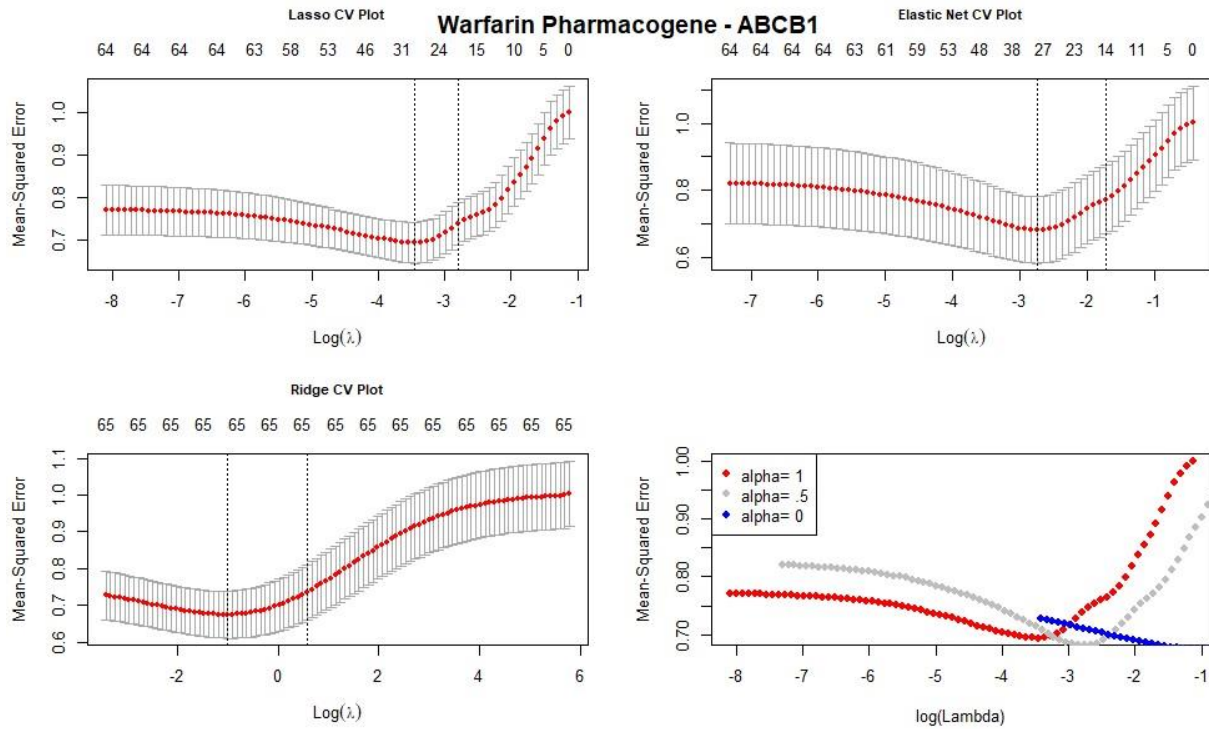 Warfarin Pharmacogene - ABCB1
Lasso CV Plot
64 64 64 64 63 58 53 46 31 24 15 10 5 0
Mean-Squared Error
1.0
0.9
0.8
0.7
-8 -7 -6 -5 -4 -3 -2 -1
Log(λ)
Elastic Net CV Plot
64 64 64 64 63 61 59 53 48 38 27 23 14 11 5 0
Mean-Squared Error
1.0
0.8
0.6
-7 -6 -5 -4 -3 -2 -1
Log(λ)
Ridge CV Plot
65 65 65 65 65 65 65 65 65 65 65 65 65 65 65
Mean-Squared Error
1.1
1.0
0.9
0.8
0.7
0.6
-2 0 2 4 6
Log(λ)
Mean-Squared Error
1.00
0.90
0.80
0.70
alpha= 1
alpha= .5
alpha= 0
-8 -7 -6 -5 -4 -3 -2 -1
log(Lambda)